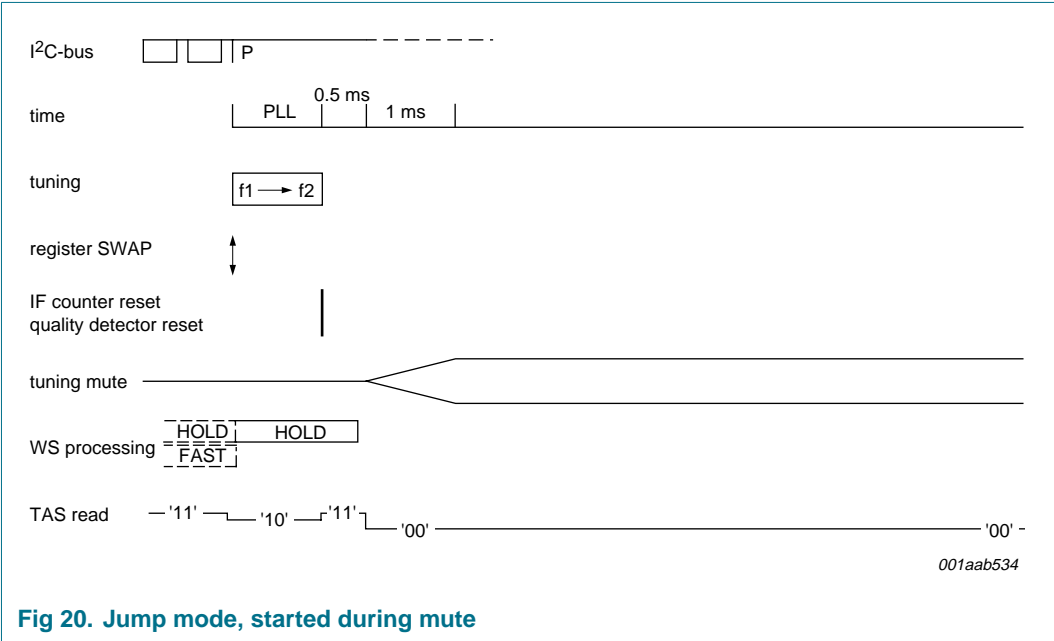 I²C-bus P
0.5 ms
time PLL 1 ms
tuning f1 f2
register SWAP
IF counter reset
quality detector reset
tuning mute
HOLD HOLD
WS processing
FAST
TAS read '11' '10' '11' '00' '00'
001aab534
Fig 20. Jump mode, started during mute